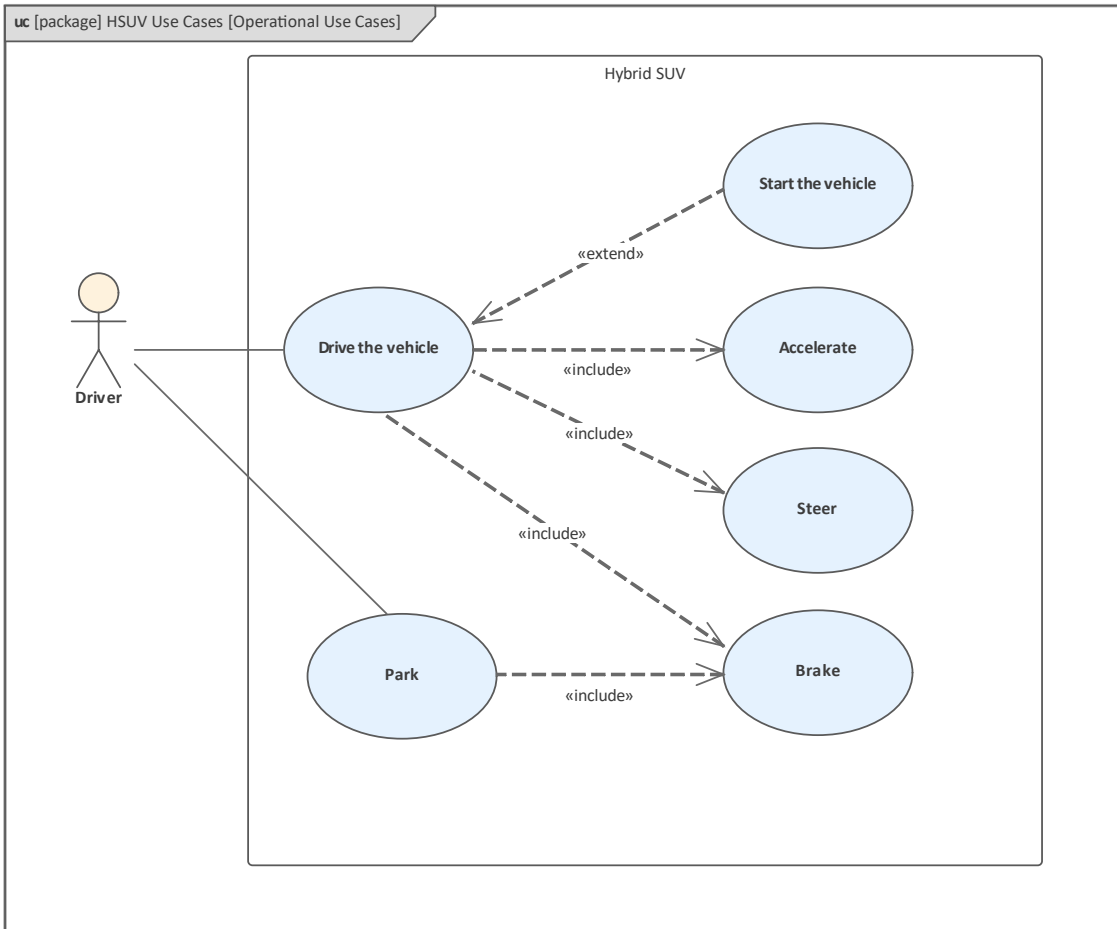 uc [package] HSUV Use Cases [Operational Use Cases]
Hybrid SUV
Start the vehicle
«extend»
Drive the vehicle
Accelerate
«include»
Driver
«include»
Steer
«include»
Park
Brake
«include»